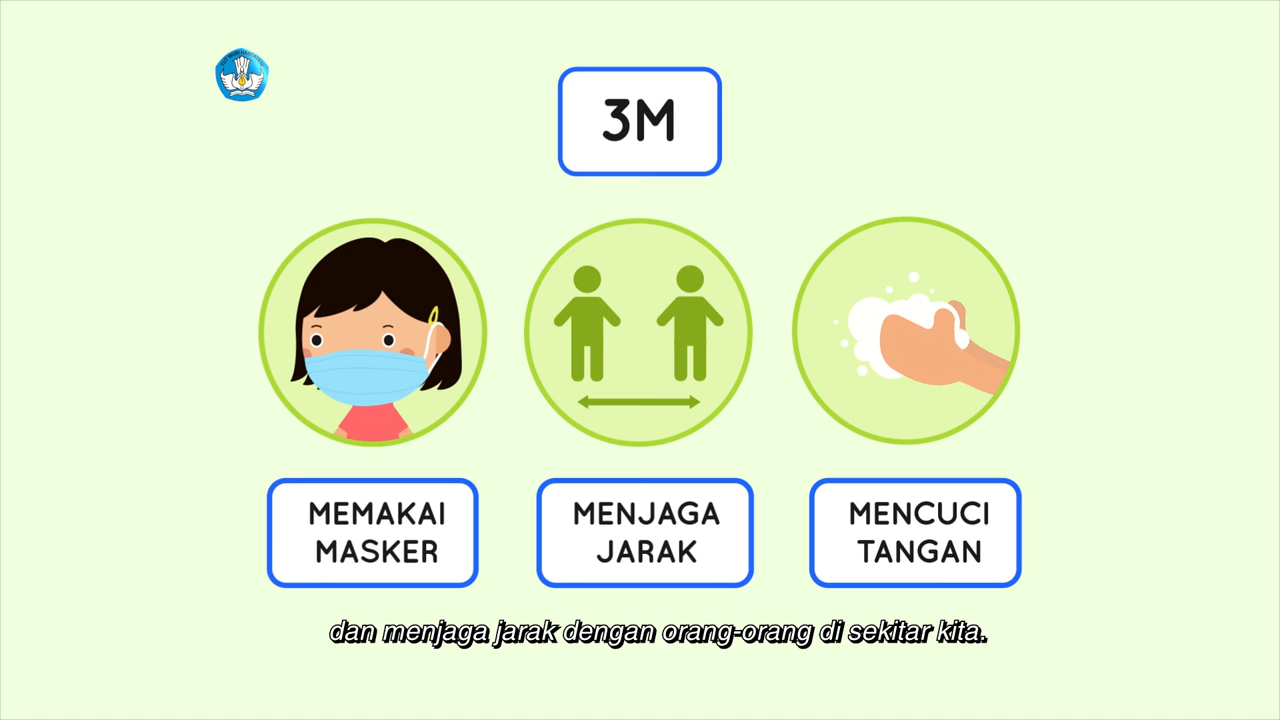 3M
MEMAKAI
MASKER
MENJAGA
JARAK
MENCUCI
TANGAN
dan menjaga jarak dengan orang-orang di sekitar kita.